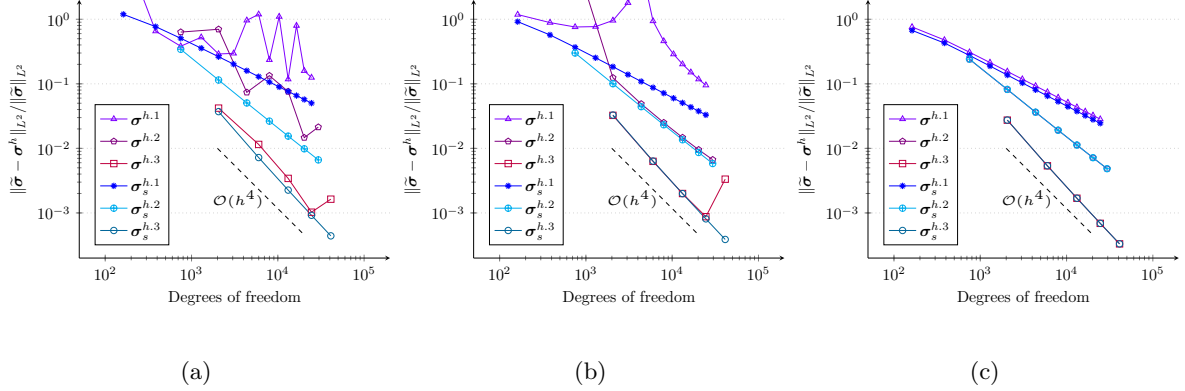 10^0
10^{-1}
10^{-2}
10^{-3}
10^2
10^3
10^4
10^5
Degrees of freedom
‖σ̃ − σ^h‖_{L^2}/‖σ̃‖_{L^2}
σ^{h.1}
σ^{h.2}
σ^{h.3}
σ_s^{h.1}
σ_s^{h.2}
σ_s^{h.3}
𝒪(h^4)
(a)
10^0
10^{-1}
10^{-2}
10^{-3}
10^2
10^3
10^4
10^5
Degrees of freedom
‖σ̃ − σ^h‖_{L^2}/‖σ̃‖_{L^2}
σ^{h.1}
σ^{h.2}
σ^{h.3}
σ_s^{h.1}
σ_s^{h.2}
σ_s^{h.3}
𝒪(h^4)
(b)
10^0
10^{-1}
10^{-2}
10^{-3}
10^2
10^3
10^4
10^5
Degrees of freedom
‖σ̃ − σ^h‖_{L^2}/‖σ̃‖_{L^2}
σ^{h.1}
σ^{h.2}
σ^{h.3}
σ_s^{h.1}
σ_s^{h.2}
σ_s^{h.3}
𝒪(h^4)
(c)